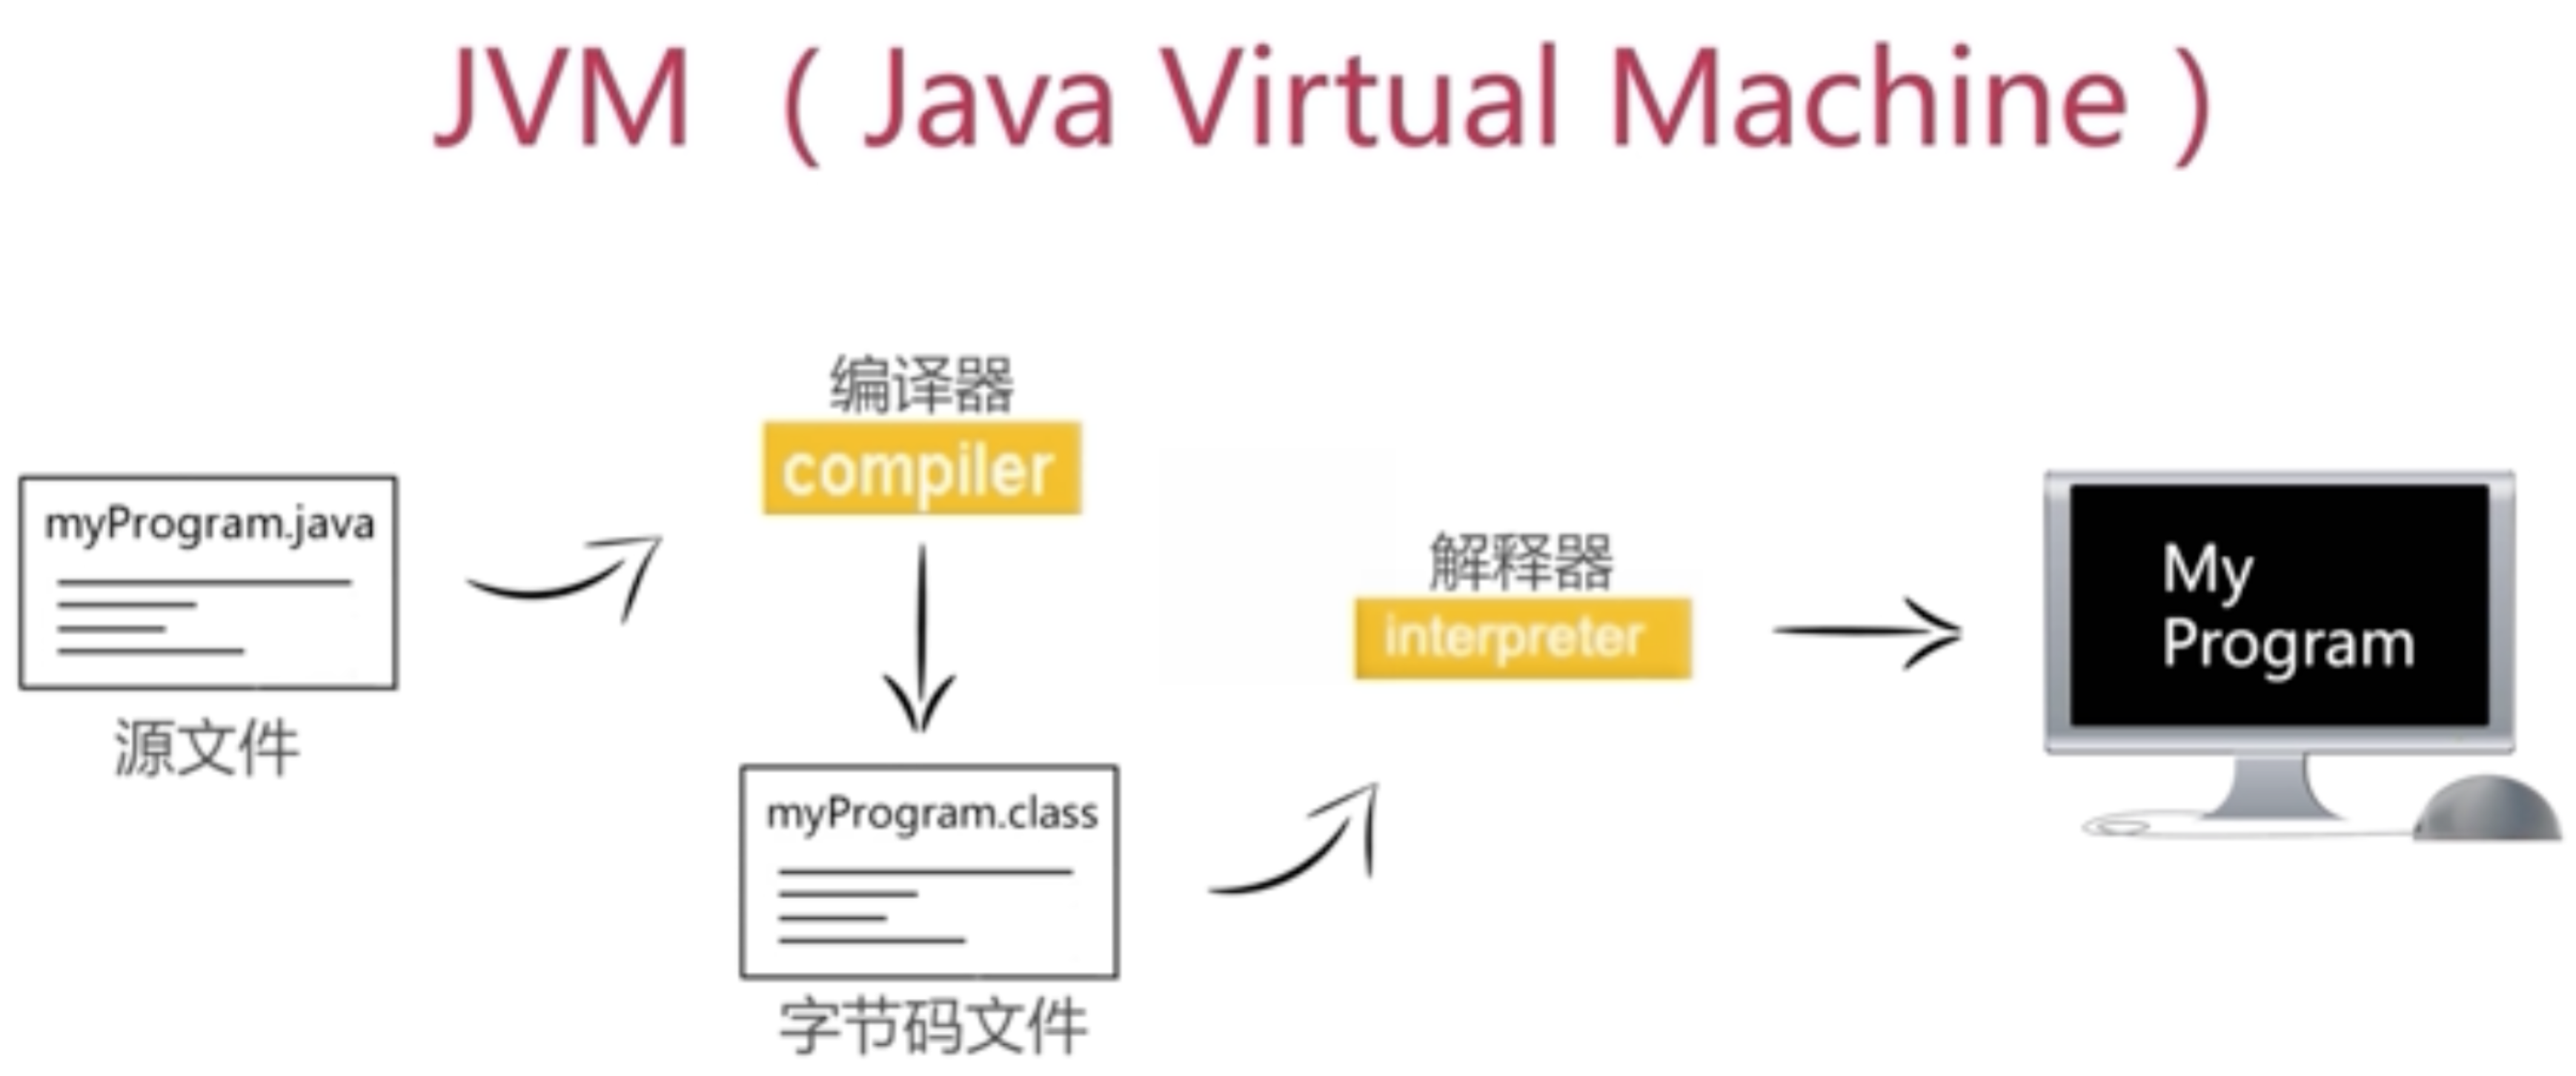 JVM （Java Virtual Machine）
编译器
compiler
myProgram.java
源文件
解释器
interpreter
My
Program
myProgram.class
字节码文件